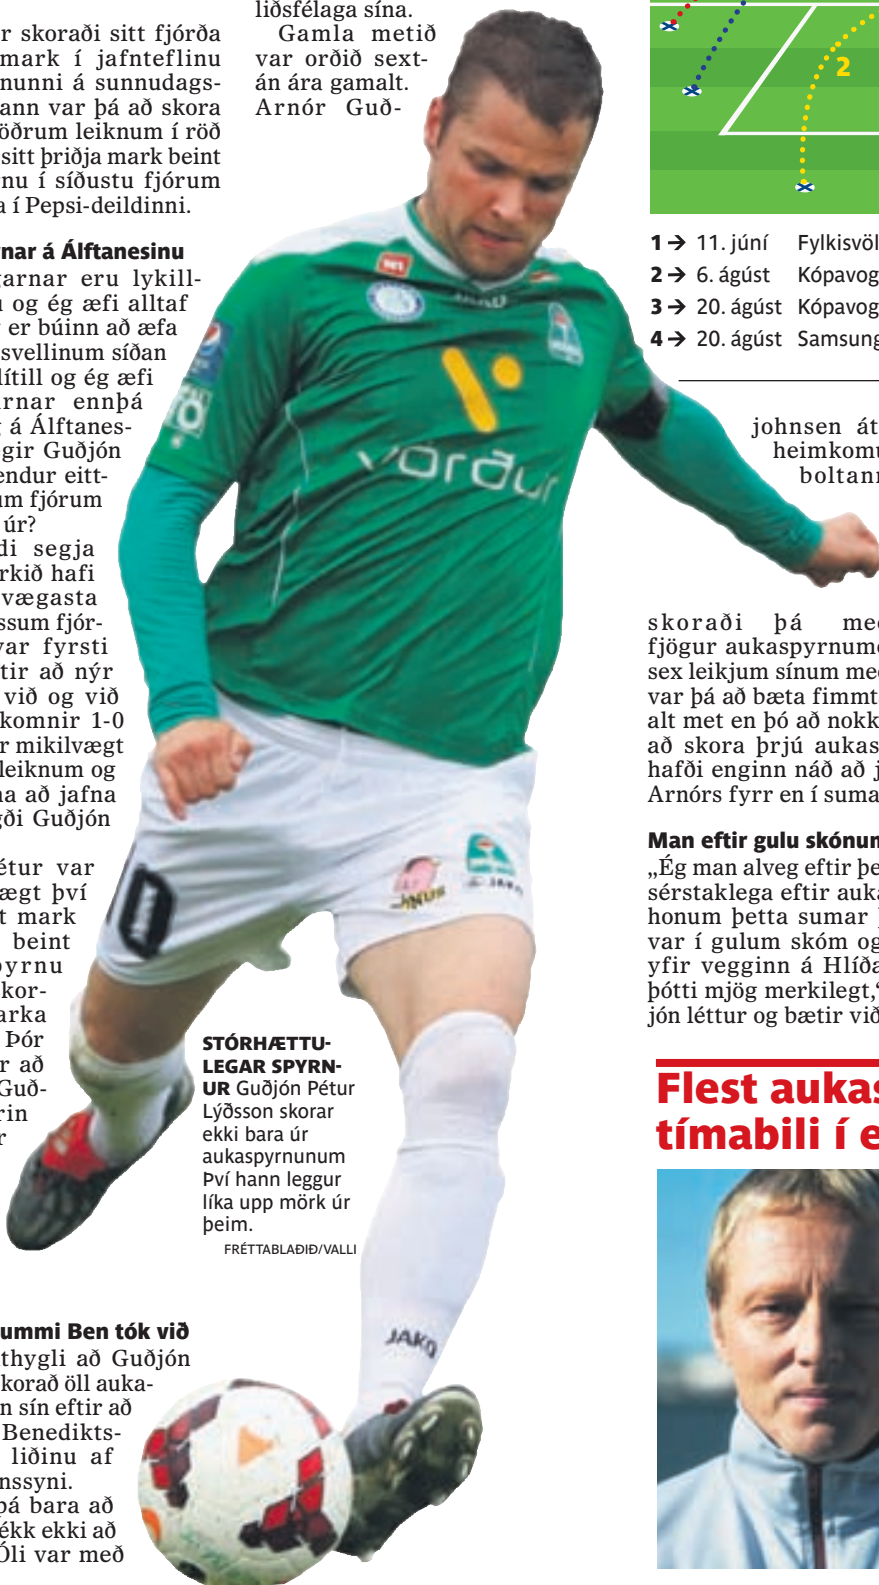 r skoraði sitt fjórða
mark í jafnteflinu
nunni á sunnudags-
ann var þá að skora
öðrum leiknum í röð
sitt þriðja mark beint
rnu í síðustu fjórum
a í Pepsi-deildinni.
nar á Álftanesinu
garnar eru lykill-
og ég æfi alltaf
er búinn að æfa
svellinum síðan
lítill og ég æfi
rnar ennþá
á Álftanes-
gir Guðjón
endur eitt-
um fjórum
úr?
di segja
rkið hafi
vægasta
ssum fjór-
var fyrsti
tir að nýr
við og við
komnir 1-0
r mikilvægt
leiknum og
na að jafna
gði Guðjón
étur var
ægt því
t mark
beint
pyrnu
kor-
arka
Þór
r að
Guð-
rin
r
ummi Ben tók við
thygli að Guðjón
korað öll auka-
n sín eftir að
Benedikts-
liðinu af
nssyni.
þá bara að
ékk ekki að
Óli var með
liðsfélaga sína.
Gamla metið
var orðið sext-
án ára gamalt.
Arnór Guð-
vörður
JAKO
STÓRHÆTTU-
LEGAR SPYRN-
UR Guðjón Pétur
Lýðsson skorar
ekki bara úr
aukaspyrnunum
Því hann leggur
líka upp mörk úr
þeim.
FRÉTTABLAÐIÐ/VALLI
2
1 → 11. júní Fylkisvöl
2 → 6. ágúst Kópavog
3 → 20. ágúst Kópavog
4 → 20. ágúst Samsung
johnsen át
heimkomu
boltann
skoraði þá me
fjögur aukaspyrnum
sex leikjum sínum me
var þá að bæta fimmt
alt met en þó að nokk
að skora þrjú aukas
hafði enginn náð að j
Arnórs fyrr en í suma
Man eftir gulu skónun
„Ég man alveg eftir þe
sérstaklega eftir auka
honum þetta sumar þ
var í gulum skóm og
yfir vegginn á Hlíða
þótti mjög merkilegt,“
jón léttur og bætir við
Flest aukas
tímabili í e